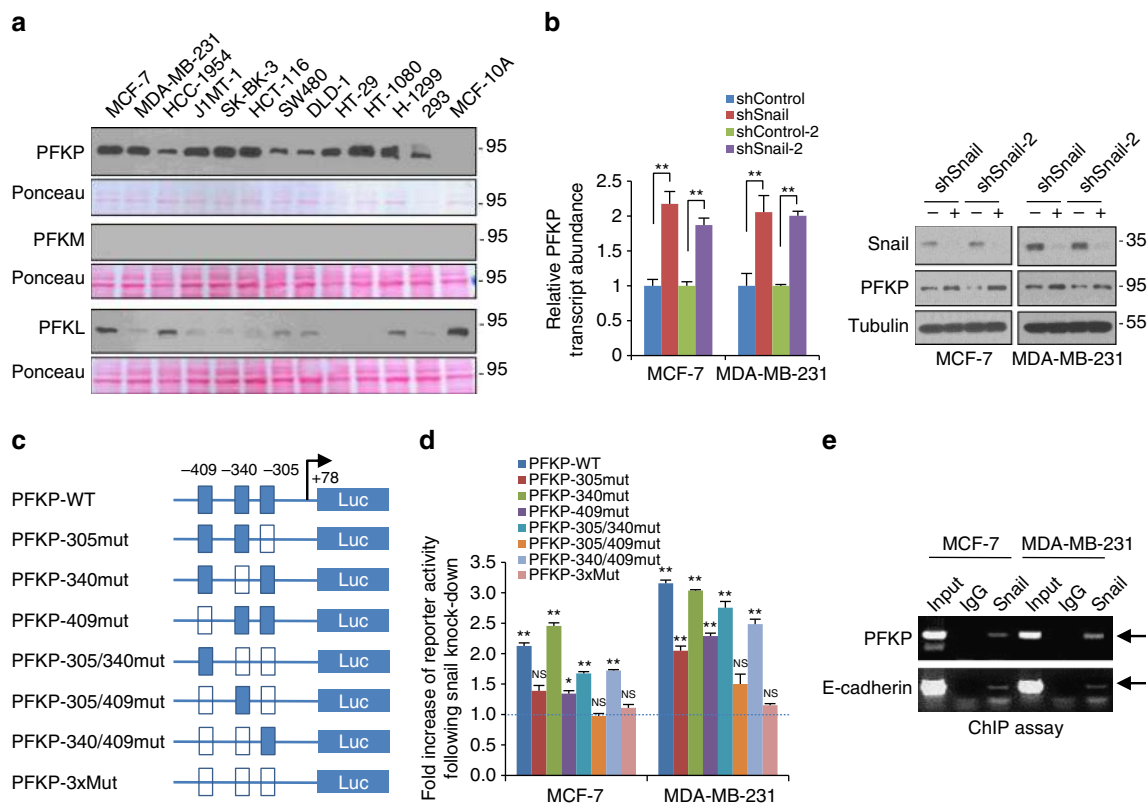 a
MCF-7
MDA-MB-231
HCC-1954
J1MT-1
SK-BK-3
HCT-116
SW480
DLD-1
HT-29
HT-1080
H-1299
293
MCF-10A
PFKP
-95
Ponceau
-95
PFKM
-95
Ponceau
-95
PFKL
-95
Ponceau
-95
b
shControl
shSnail
shControl-2
shSnail-2
Relative PFKP
transcript abundance
2.5
2
1.5
1
0.5
0
** ** ** **
MCF-7 MDA-MB-231
shSnail
shSnail-2
shSnail
shSnail-2
− + − + − + − +
Snail
-35
PFKP
-95
Tubulin
-55
MCF-7 MDA-MB-231
c
–409 –340 –305
+78
PFKP-WT Luc
PFKP-305mut Luc
PFKP-340mut Luc
PFKP-409mut Luc
PFKP-305/340mut Luc
PFKP-305/409mut Luc
PFKP-340/409mut Luc
PFKP-3xMut Luc
d
PFKP-WT
PFKP-305mut
PFKP-340mut
PFKP-409mut
PFKP-305/340mut
PFKP-305/409mut
PFKP-340/409mut
PFKP-3xMut
Fold increase of reporter activity
following snail knock-down
3.5
3.0
2.5
2.0
1.5
1.0
0.5
0.0
** NS ** * ** NS ** NS
** ** ** ** ** NS ** NS
MCF-7 MDA-MB-231
e
MCF-7 MDA-MB-231
Input IgG Snail Input IgG Snail
PFKP
E-cadherin
ChIP assay